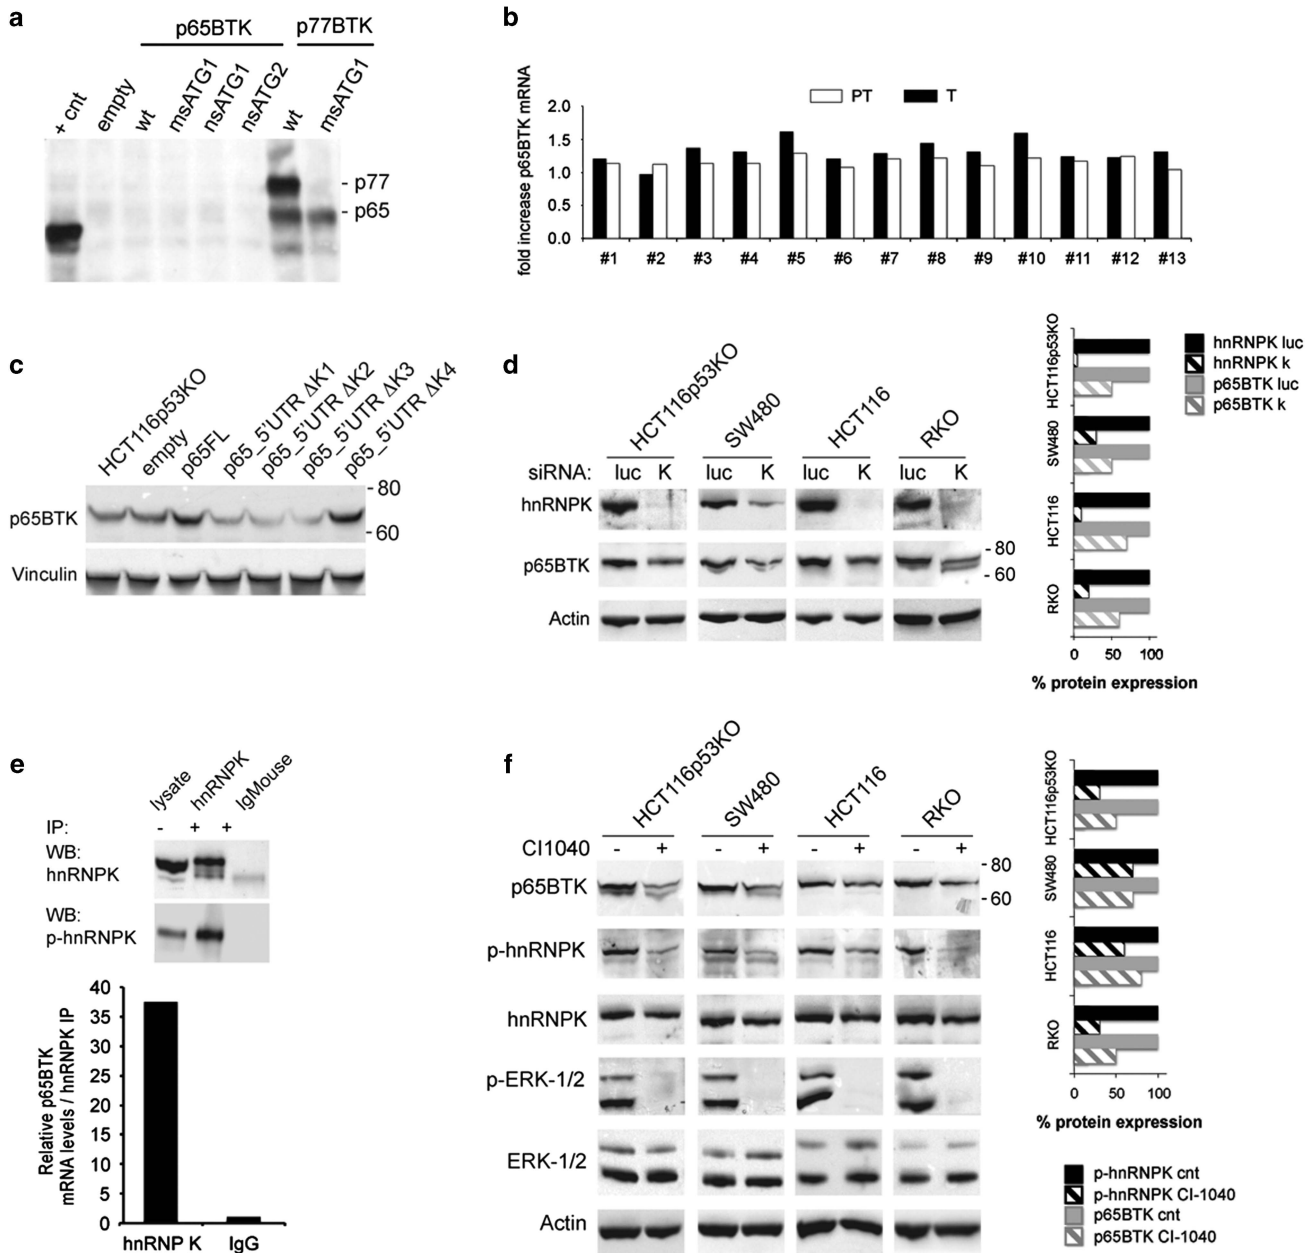 a
p65BTK
p77BTK
+ cnt
empty
wt
msATG1
nsATG1
nsATG2
wt
msATG1
- p77
- p65
b
fold increase p65BTK mRNA
PT
T
2.0
1.5
1.0
0.5
0.0
#1 #2 #3 #4 #5 #6 #7 #8 #9 #10 #11 #12 #13
c
HCT116p53KO
empty
p65FL
p65_5'UTR ΔK1
p65_5'UTR ΔK2
p65_5'UTR ΔK3
p65_5'UTR ΔK4
p65BTK
- 80
- 60
Vinculin
d
HCT116p53KO
SW480
HCT116
RKO
siRNA: luc K luc K luc K luc K
hnRNPK
p65BTK
- 80
- 60
Actin
HCT116p53KO
SW480
HCT116
RKO
0 50 100
% protein expression
hnRNPK luc
hnRNPK k
p65BTK luc
p65BTK k
e
lysate
hnRNPK
IgMouse
IP: - + +
WB:
hnRNPK
WB:
p-hnRNPK
Relative p65BTK
mRNA levels / hnRNPK IP
40
35
30
25
20
15
10
5
0
hnRNP K IgG
f
HCT116p53KO
SW480
HCT116
RKO
CI1040 - + - + - + - +
p65BTK
- 80
- 60
p-hnRNPK
hnRNPK
p-ERK-1/2
ERK-1/2
Actin
HCT116p53KO
SW480
HCT116
RKO
0 50 100
% protein expression
p-hnRNPK cnt
p-hnRNPK CI-1040
p65BTK cnt
p65BTK CI-1040